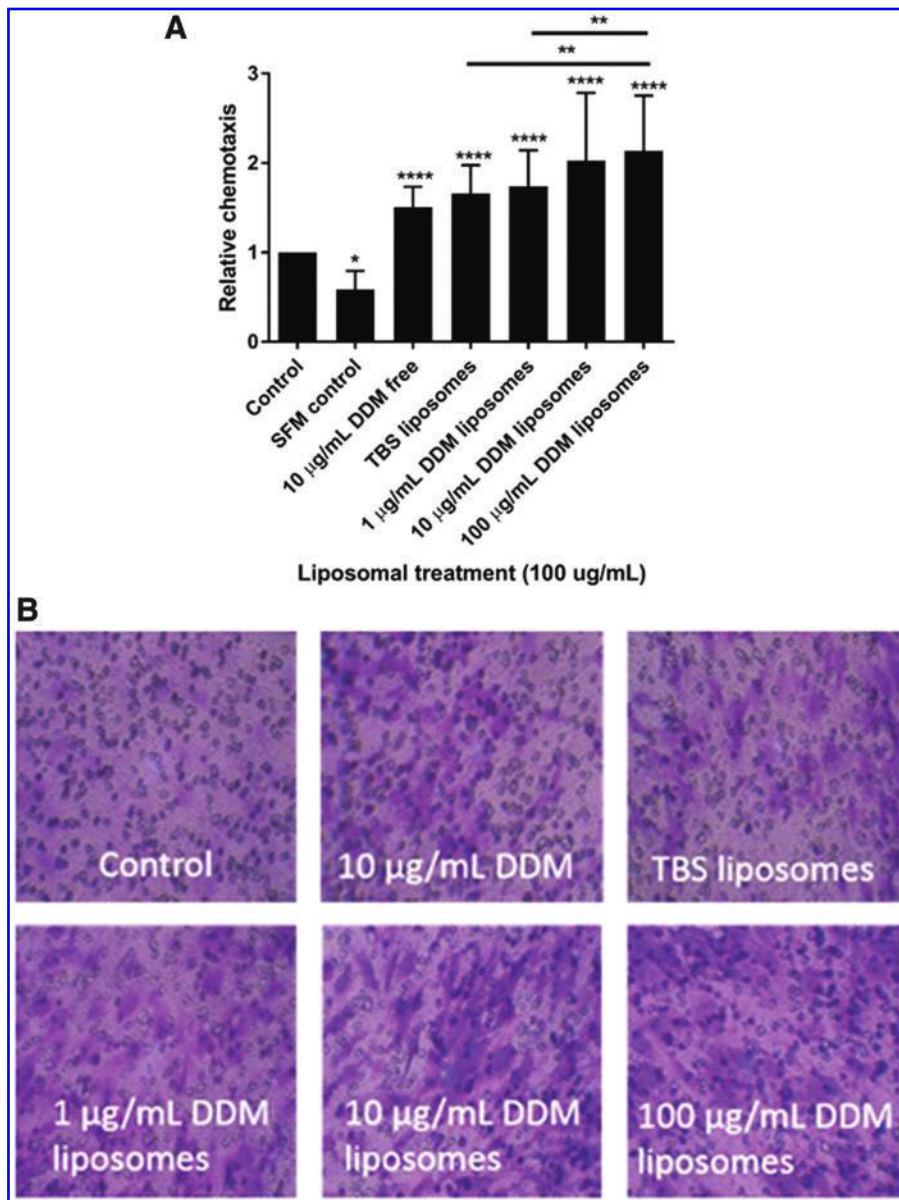 A
**
**
3
2
1
0
Relative chemotaxis
*
****
****
****
****
****
Control
SFM control
10 µg/mL DDM free
TBS liposomes
1 µg/mL DDM liposomes
10 µg/mL DDM liposomes
100 µg/mL DDM liposomes
Liposomal treatment (100 ug/mL)
B
Control
10 µg/mL DDM
TBS liposomes
1 µg/mL DDM
liposomes
10 µg/mL DDM
liposomes
100 µg/mL DDM
liposomes